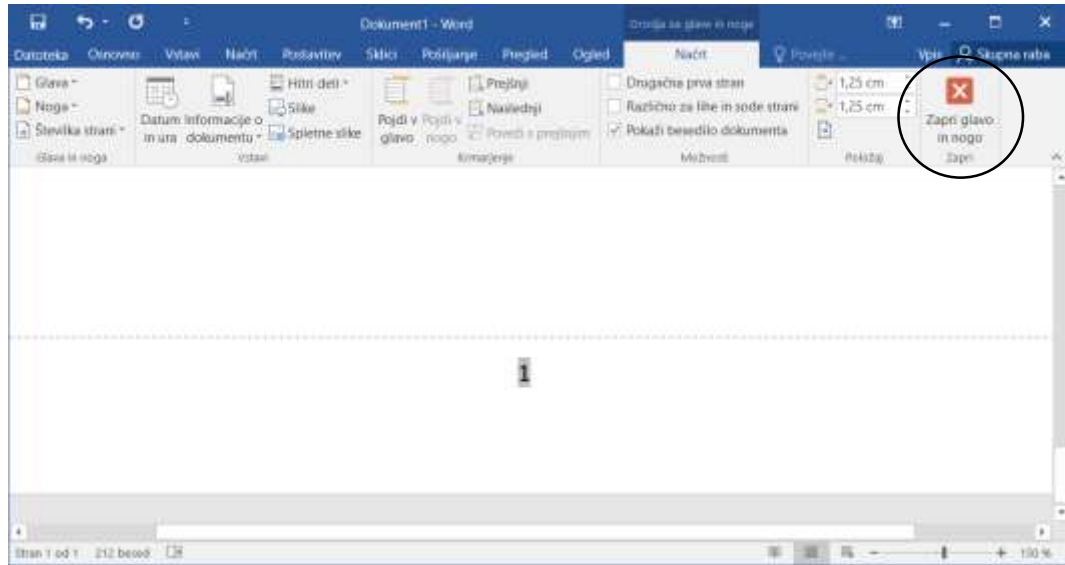 Dokument1 - Word
Orodja za glave in noge
Datoteka Osnovno Vstavi Načrt Postavitev Sklici Pošiljanje Pregled Ogled Načrt Povejte ... Vpis Skupna raba
Glava
Noga
Številka strani
Glava in noga
Datum in ura
Informacije o dokumentu
Hitri deli
Slike
Spletne slike
Vstavi
Pojdi v glavo
Pojdi v nogo
Prejšnji
Naslednji
Poveži s prejšnjim
Krmarjenje
Drugačna prva stran
Različno za lihe in sode strani
Pokaži besedilo dokumenta
Možnosti
1,25 cm
1,25 cm
Položaj
Zapri glavo
in nogo
Zapri
1
Stran 1 od 1 212 besed
100 %